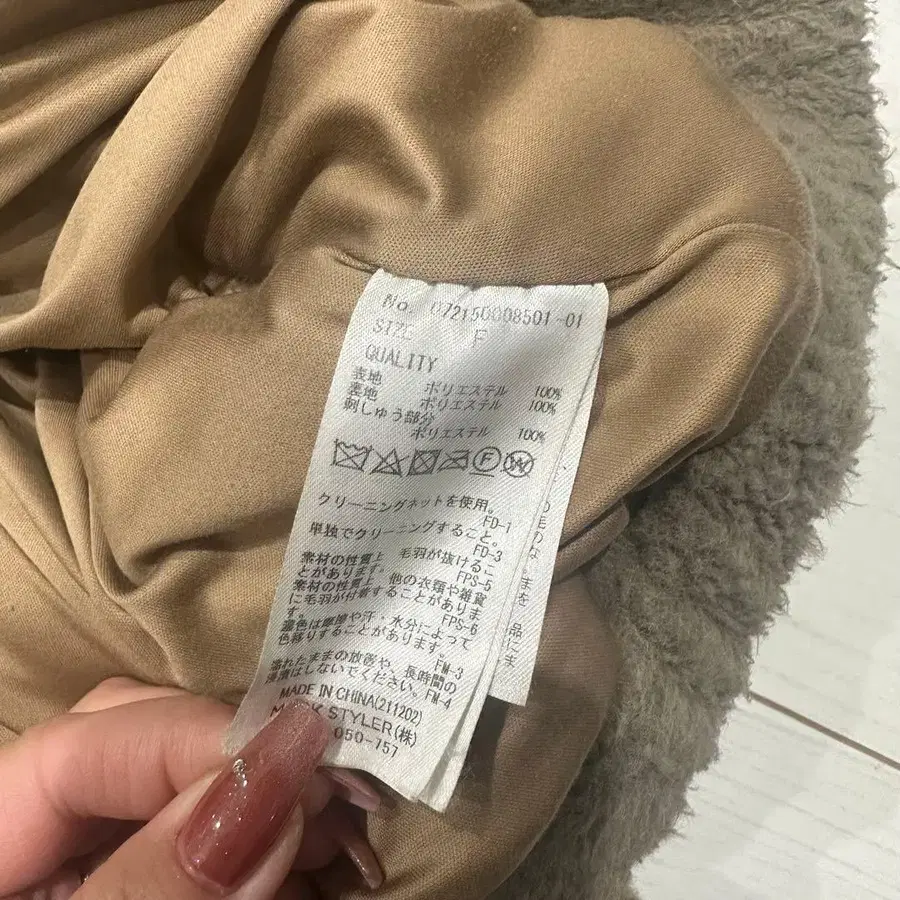 No. 072150008501-01
SIZE F
QUALITY
表地 ポリエステル 100%
裏地 ポリエステル 100%
刺しゅう部分
ポリエステル 100%
クリーニングネットを使用。
FD-1
単独でクリーニングすること。
FD-3
素材の性質上 毛羽が抜けるこ
とがあります。 FPS-5
素材の性質上、他の衣類や雑貨
に毛羽が付着することがありま
す。 FPS-6
濃色は摩擦や汗・水分によって
色移りすることがあります。
FM-3
濡れたままの放置や、長時間の
浸漬はしないでください。FM-4
MADE IN CHINA(211202)
STYLER(株)
050-757